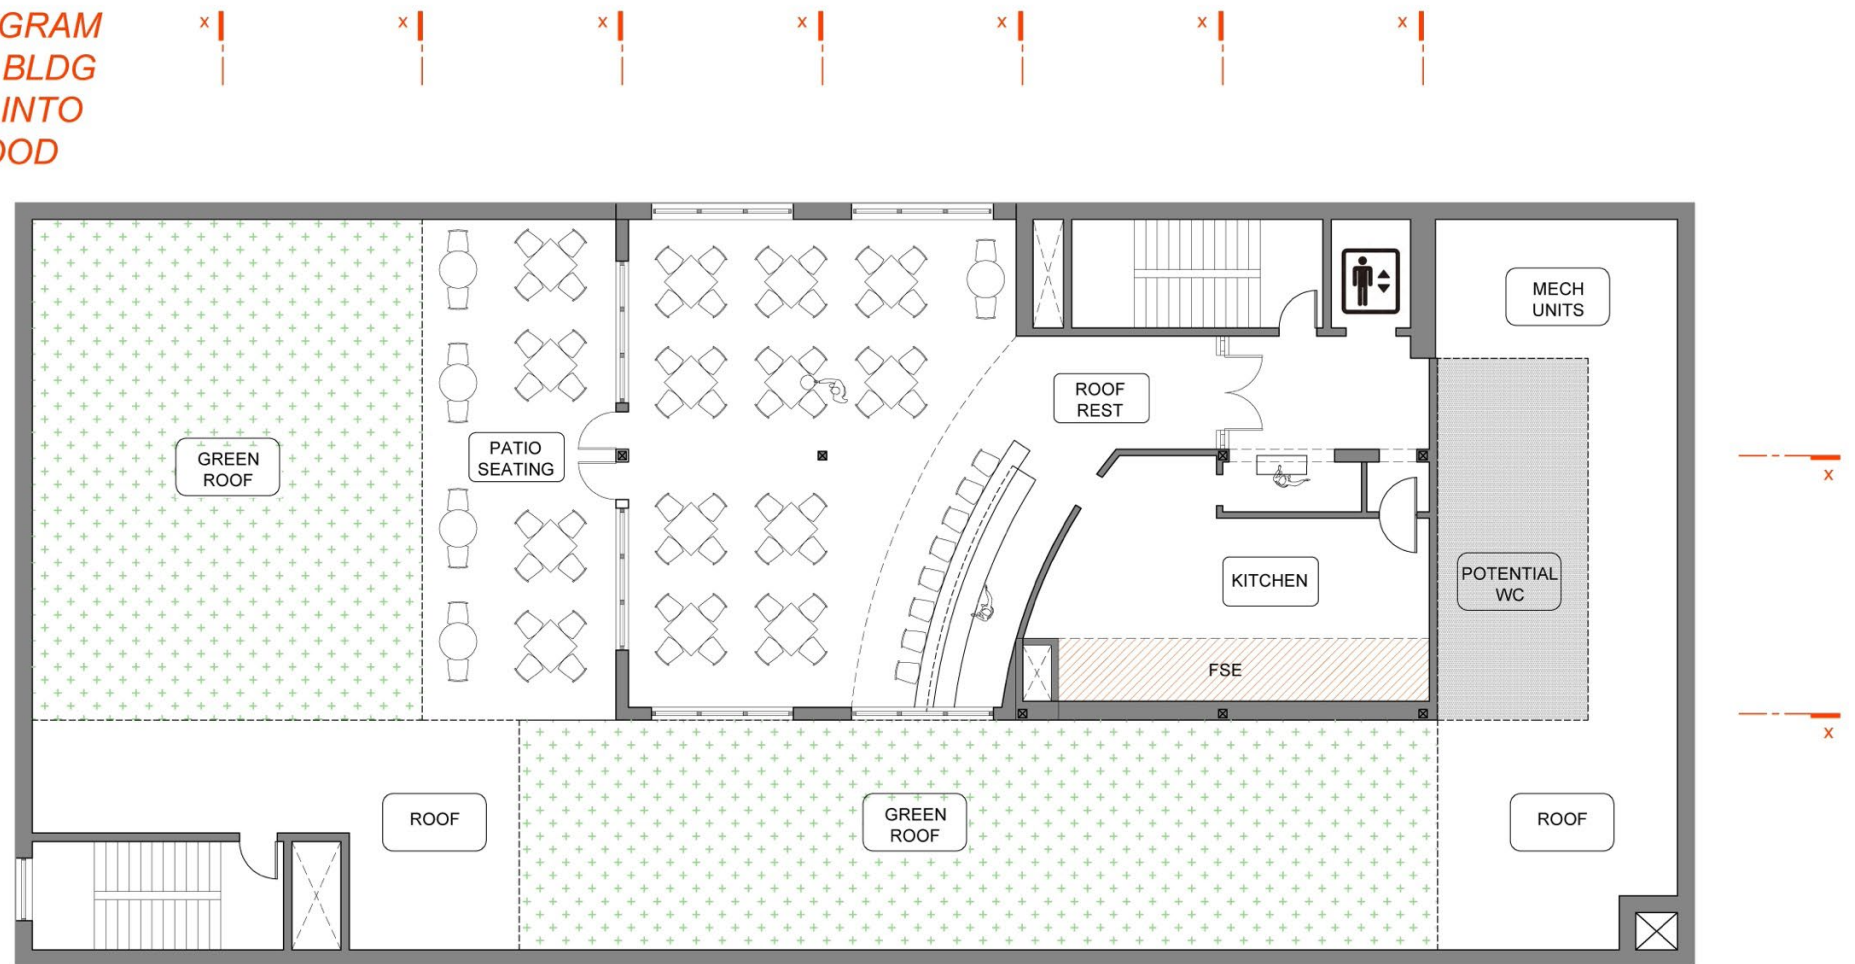 GRAM
BLDG
INTO
OOD
x x x x x x x
MECH
UNITS
ROOF
REST
PATIO
SEATING
GREEN
ROOF
x
KITCHEN
POTENTIAL
WC
FSE
x
ROOF
GREEN
ROOF
ROOF